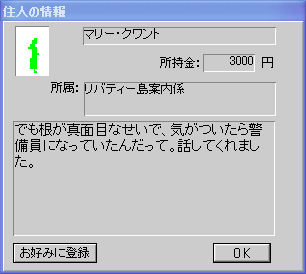 住人の情報
マリー・クワント
所持金: 3000 円
所属: リバティー島案内係
でも根が真面目なせいで、気がついたら警
備員になっていたんだって。話してくれまし
た。
お好みに登録 OK